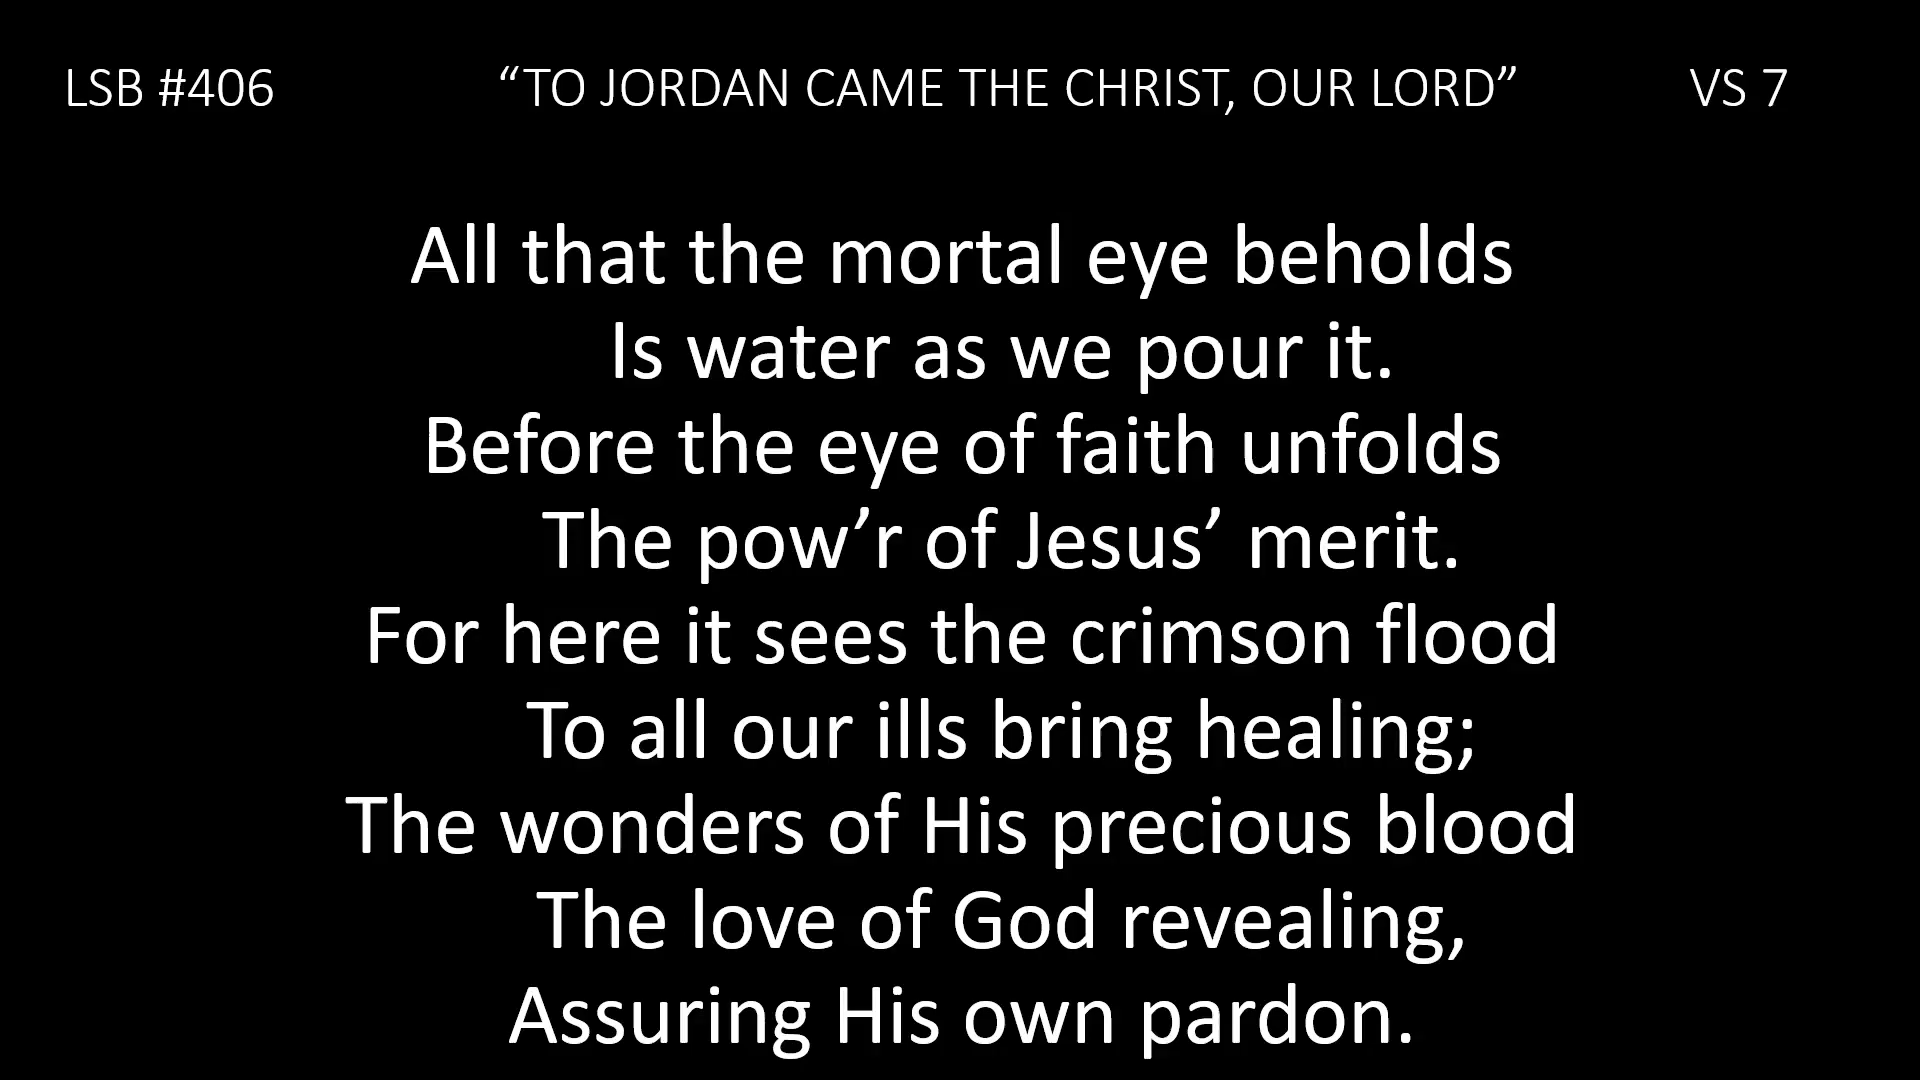 LSB #406 “TO JORDAN CAME THE CHRIST, OUR LORD” VS 7
All that the mortal eye beholds
Is water as we pour it.
Before the eye of faith unfolds
The pow’r of Jesus’ merit.
For here it sees the crimson flood
To all our ills bring healing;
The wonders of His precious blood
The love of God revealing,
Assuring His own pardon.